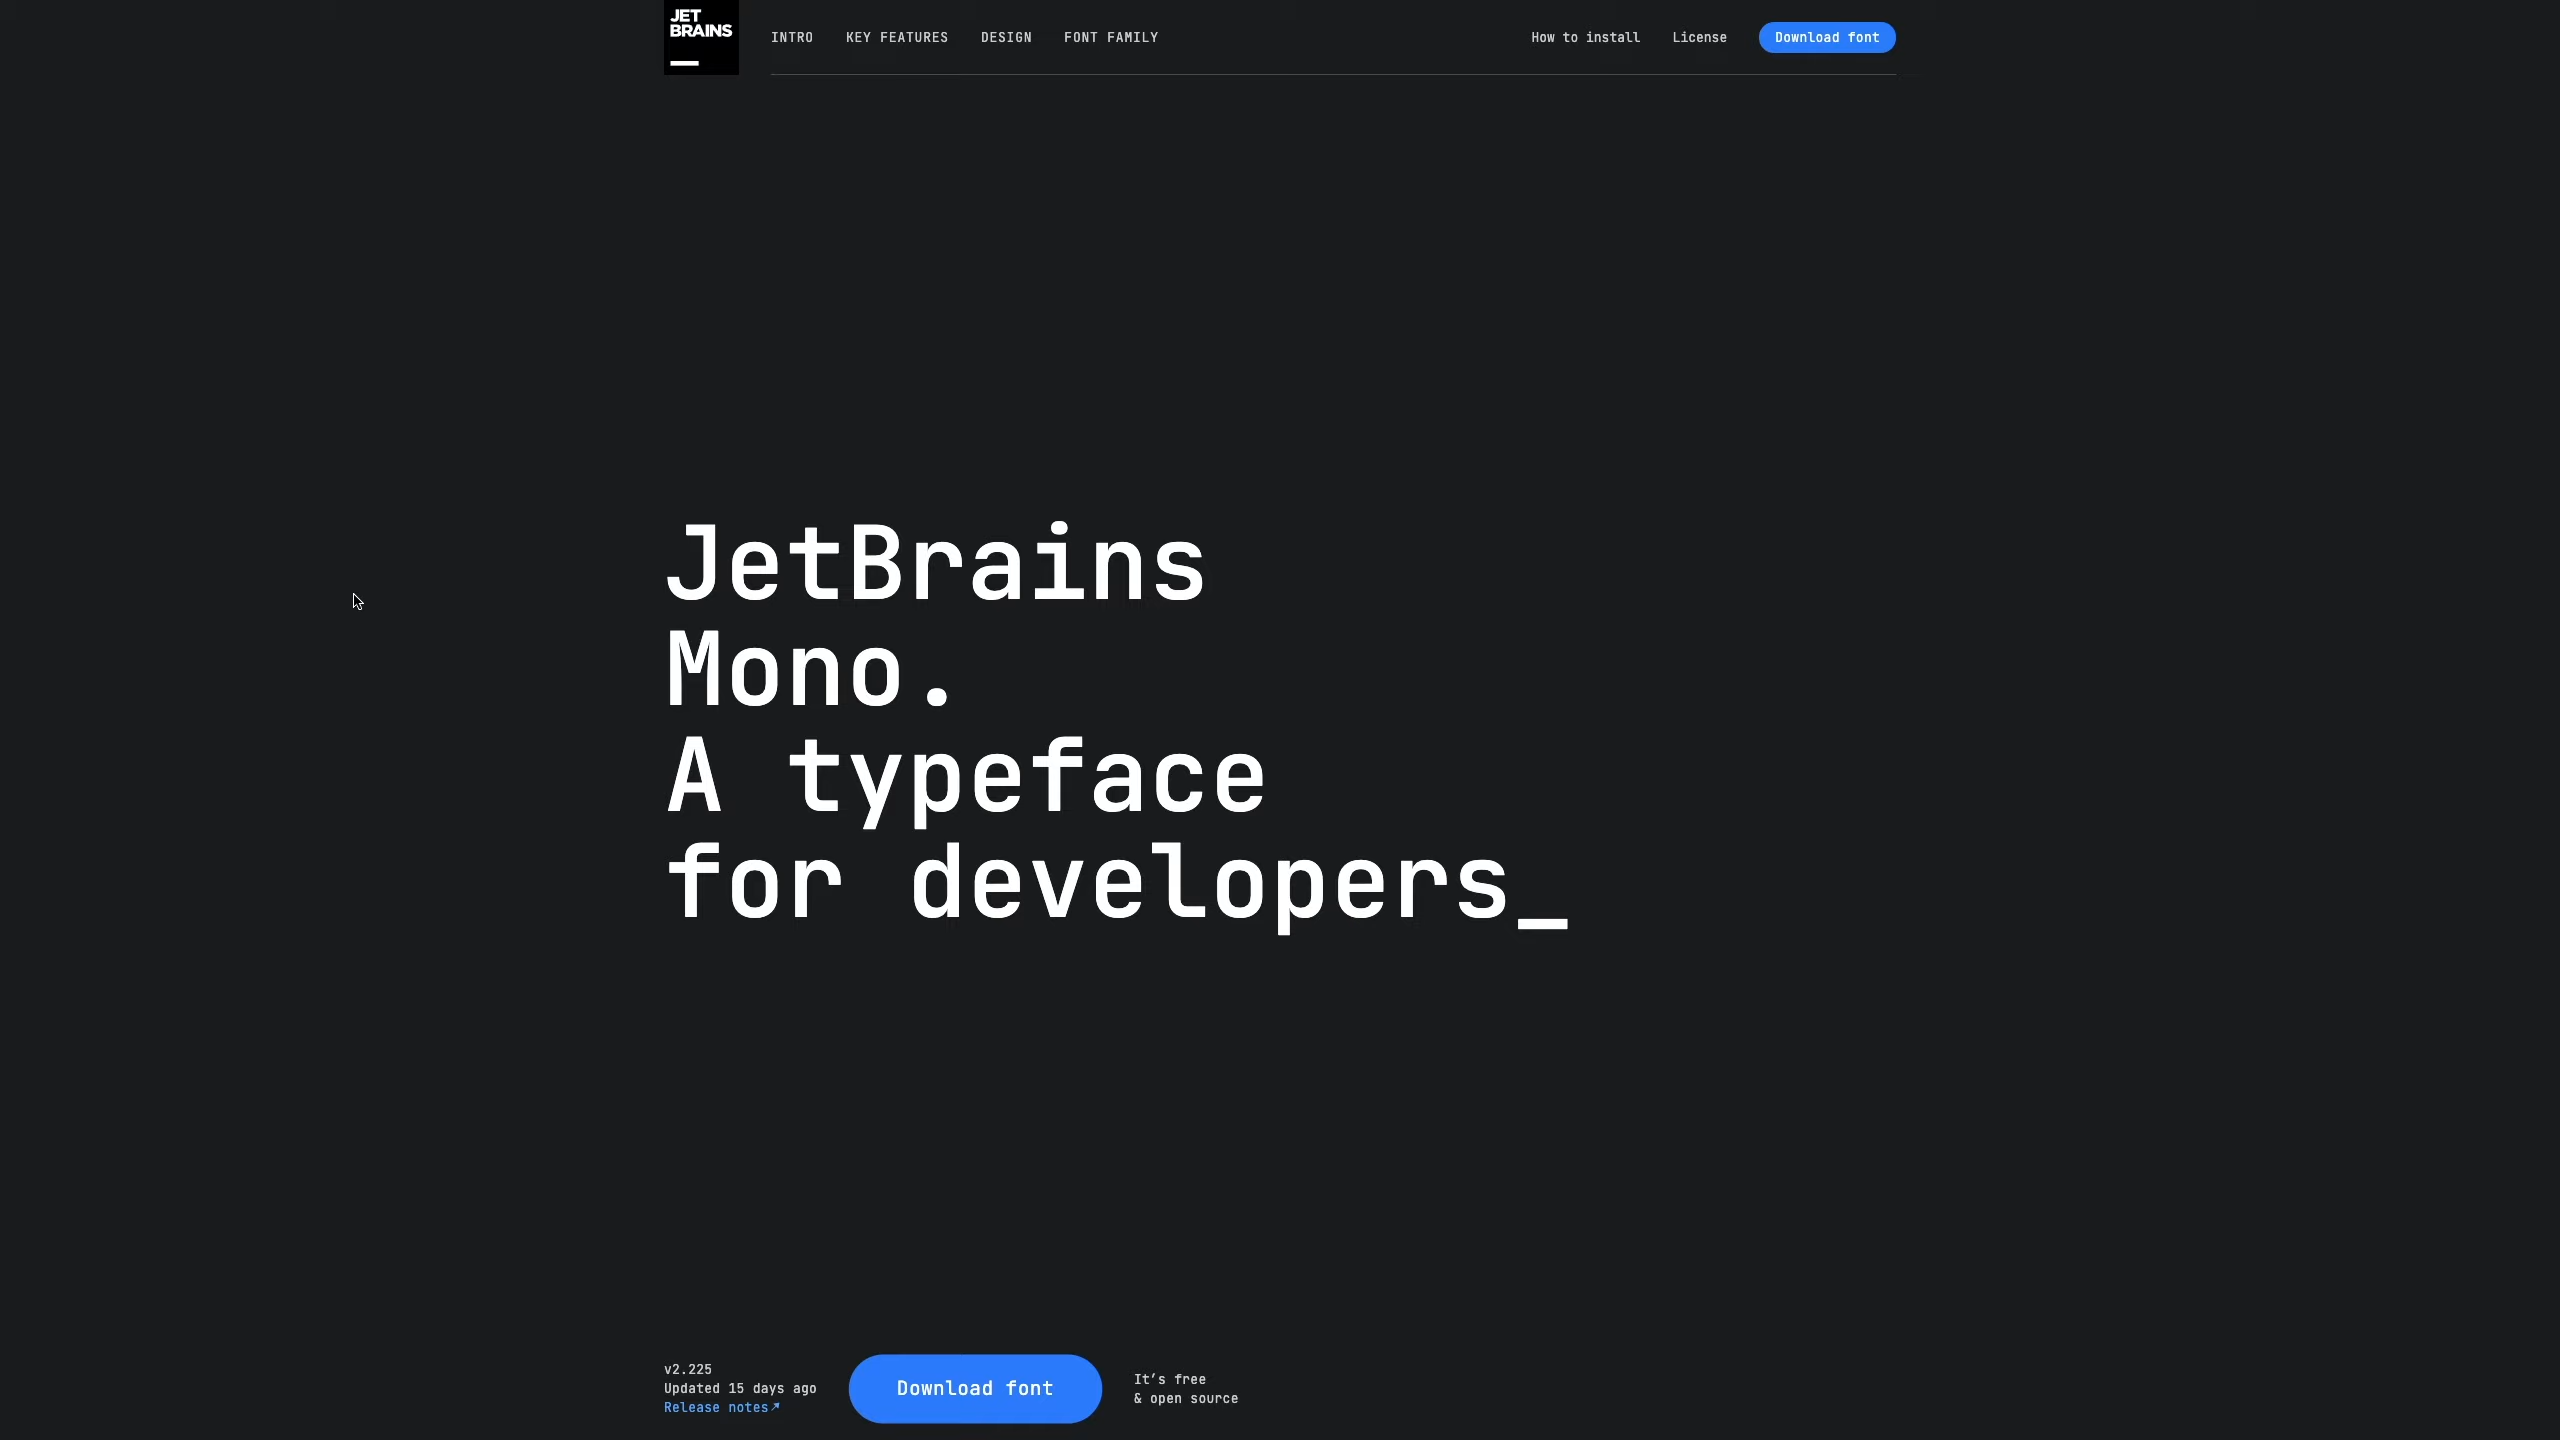 JET
BRAINS
INTRO KEY FEATURES DESIGN FONT FAMILY How to install License Download font
JetBrains
Mono.
A typeface
for developers_
v2.225
Updated 15 days ago
Release notes↗
Download font
It’s free
& open source